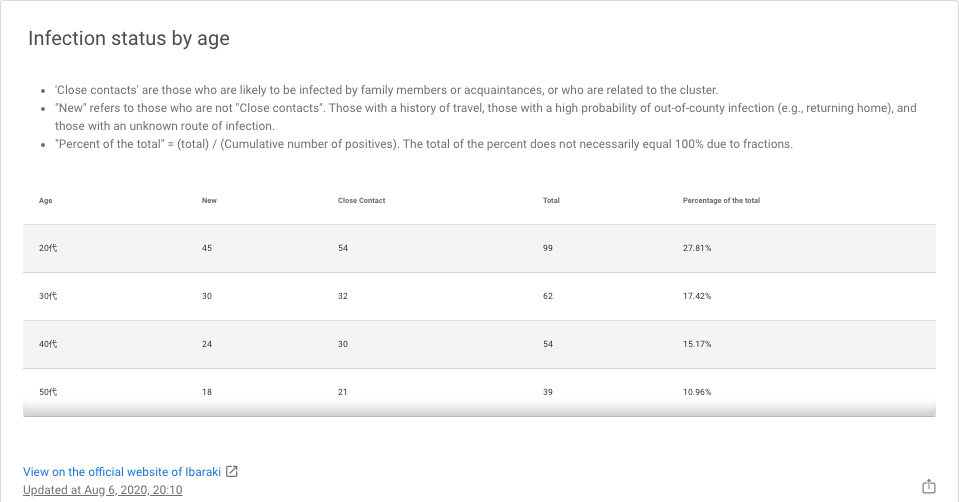 Infection status by age
'Close contacts' are those who are likely to be infected by family members or acquaintances, or who are related to the cluster.
"New" refers to those who are not "Close contacts". Those with a history of travel, those with a high probability of out-of-county infection (e.g., returning home), and
those with an unknown route of infection.
"Percent of the total" = (total) / (Cumulative number of positives). The total of the percent does not necessarily equal 100% due to fractions.
Age New Close Contact Total Percentage of the total
20代 45 54 99 27.81%
30代 30 32 62 17.42%
40代 24 30 54 15.17%
50代 18 21 39 10.96%
View on the official website of Ibaraki
Updated at Aug 6, 2020, 20:10